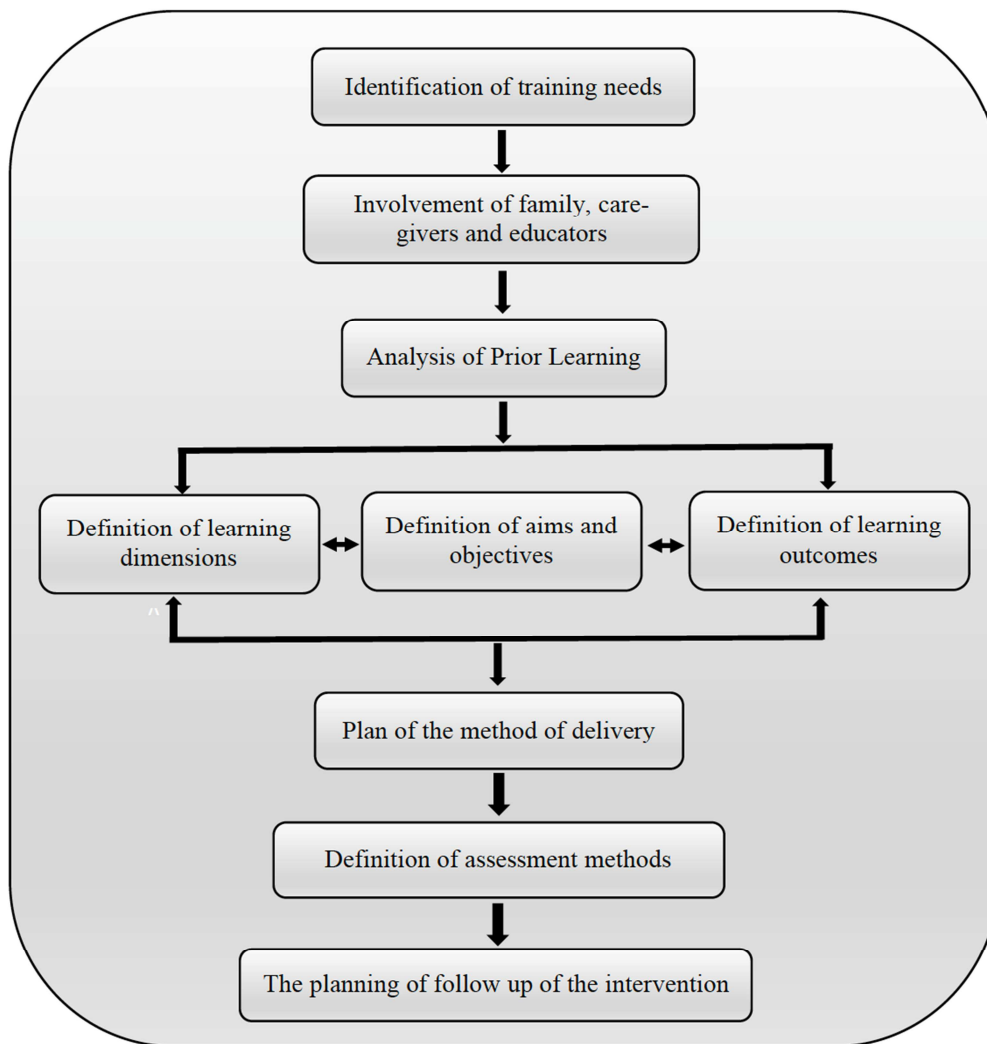 Identification of training needs
Involvement of family, care-
givers and educators
Analysis of Prior Learning
Definition of learning
dimensions
Definition of aims and
objectives
Definition of learning
outcomes
Plan of the method of delivery
Definition of assessment methods
The planning of follow up of the intervention